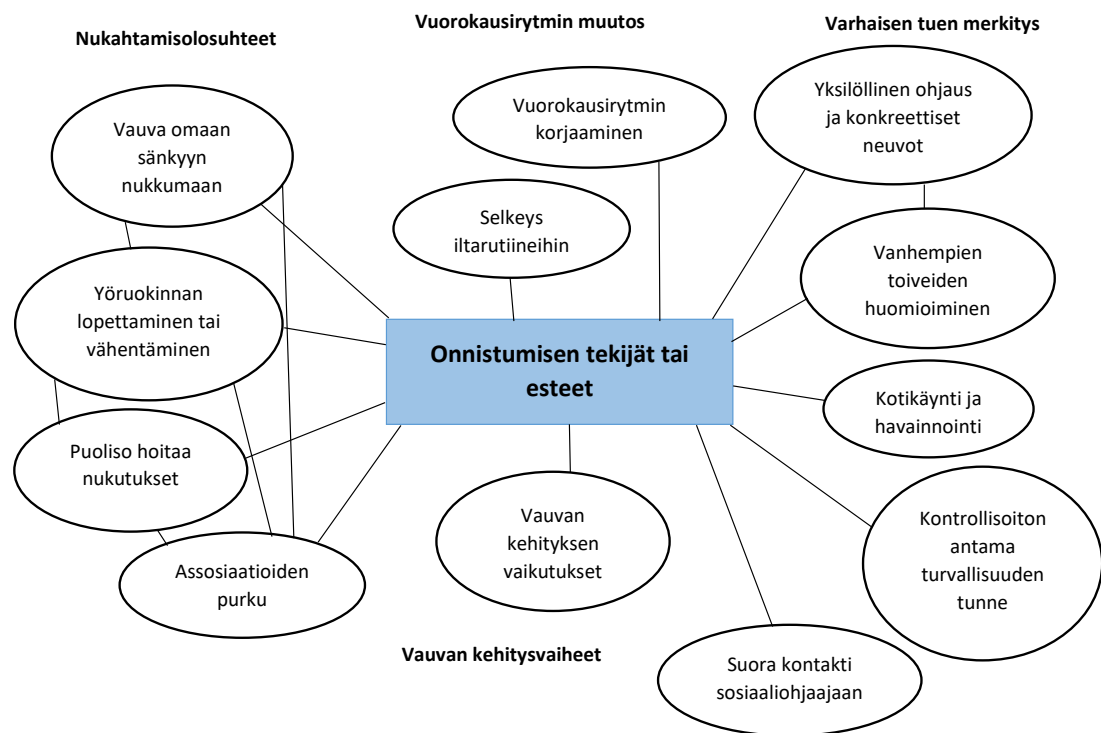 Nukahtamisolosuhteet
Vuorokausirytmin muutos
Varhaisen tuen merkitys
Vauva omaan
sänkyyn
nukkumaan
Vuorokausirytmin
korjaaminen
Yksilöllinen ohjaus
ja konkreettiset
neuvot
Selkeys
iltarutiineihin
Vanhempien
toiveiden
huomioiminen
Yöruokinnan
lopettaminen tai
vähentäminen
Onnistumisen tekijät tai
esteet
Kotikäynti ja
havainnointi
Puoliso hoitaa
nukutukset
Vauvan
kehityksen
vaikutukset
Kontrollisoiton
antama
turvallisuuden
tunne
Assosiaatioiden
purku
Vauvan kehitysvaiheet
Suora kontakti
sosiaaliohjaajaan